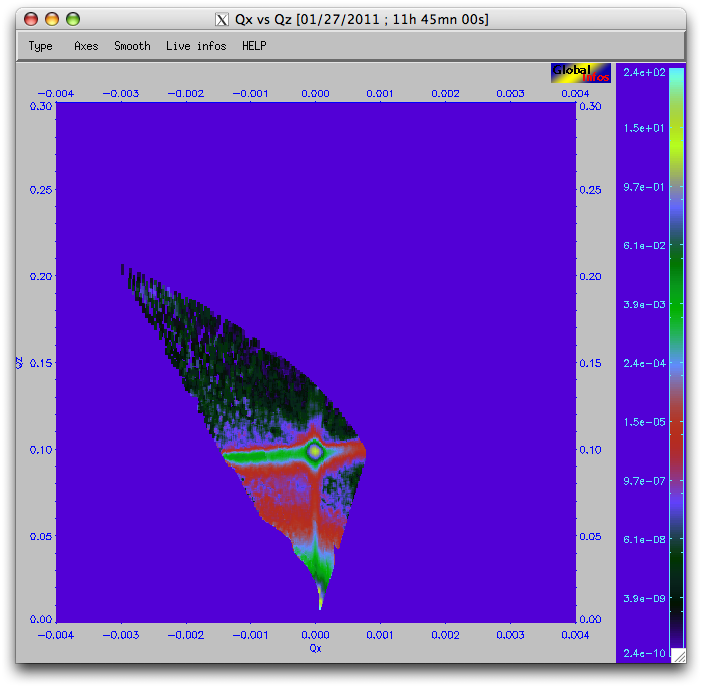 Qx vs Qz [01/27/2011 ; 11h 45mn 00s]
Type Axes Smooth Live infos HELP
Global
infos
-0.004 -0.003 -0.002 -0.001 0.000 0.001 0.002 0.003 0.004
0.30 0.30
0.25 0.25
0.20 0.20
0.15 0.15
Qz
0.10 0.10
0.05 0.05
0.00 0.00
-0.004 -0.003 -0.002 -0.001 0.000 0.001 0.002 0.003 0.004
Qx
2.4e+02
1.5e+01
9.7e-01
6.1e-02
3.9e-03
2.4e-04
1.5e-05
9.7e-07
6.1e-08
3.9e-09
2.4e-10